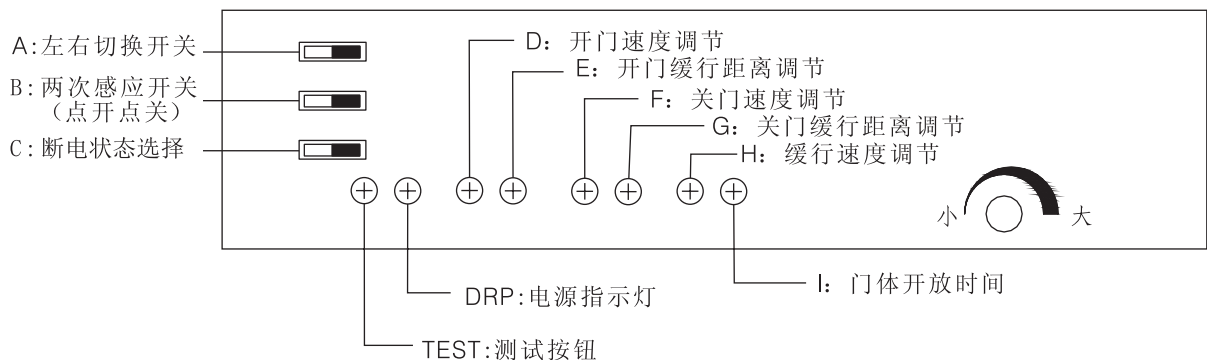 A:左右切换开关
B:两次感应开关
（点开点关）
C:断电状态选择
D：开门速度调节
E：开门缓行距离调节
F：关门速度调节
G：关门缓行距离调节
H：缓行速度调节
小
大
I：门体开放时间
DRP:电源指示灯
TEST:测试按钮